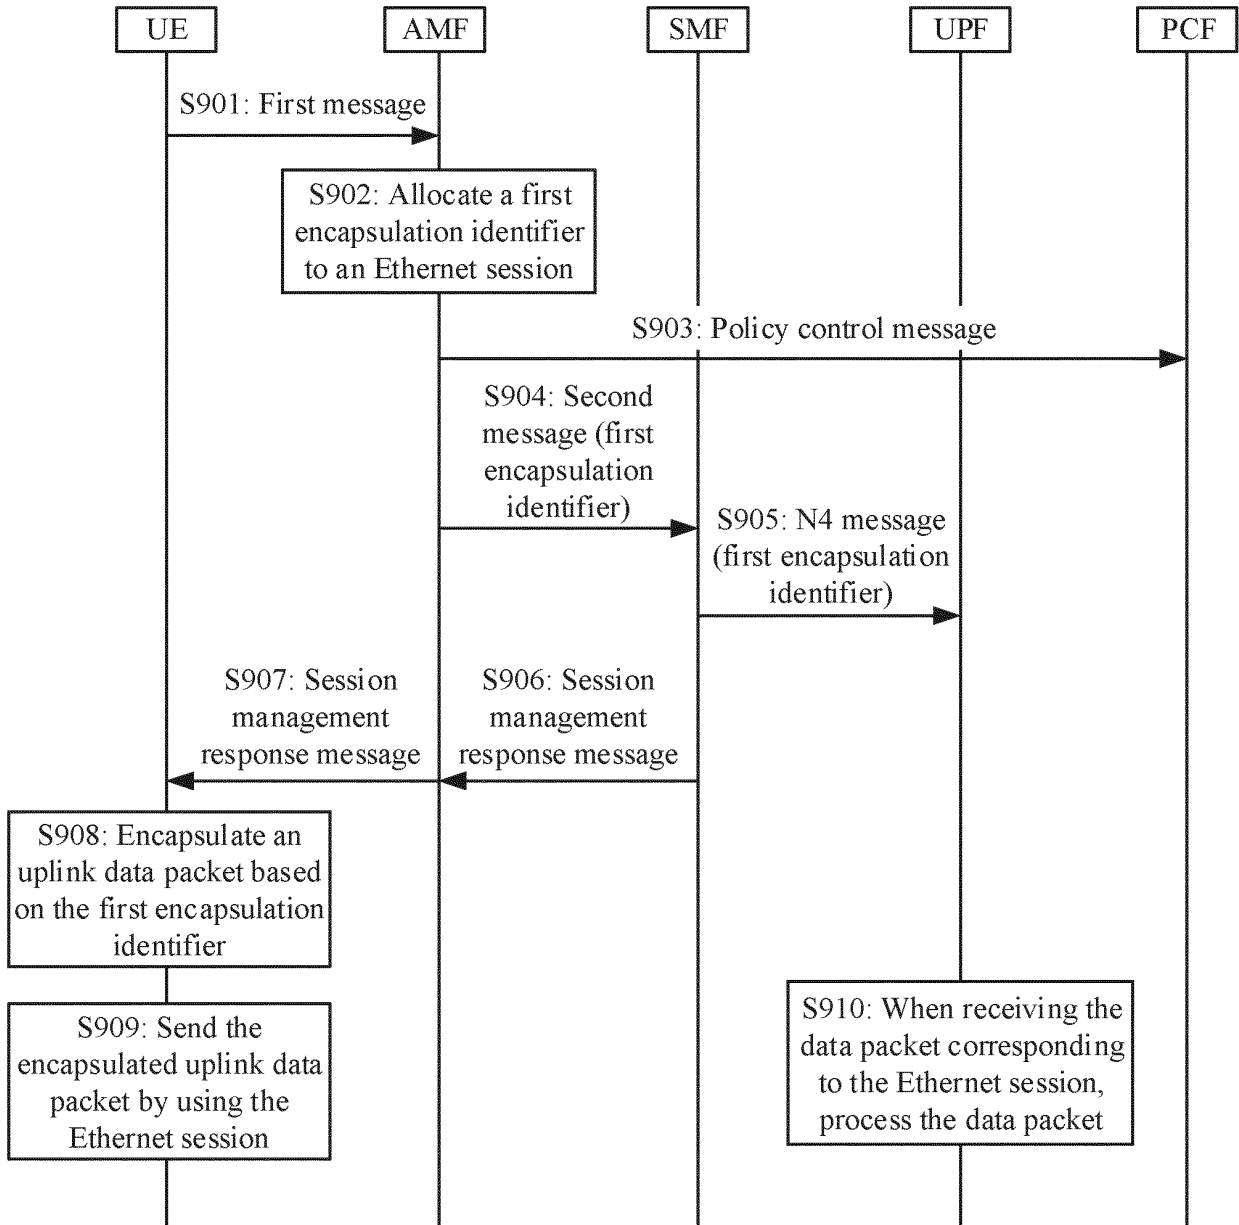 UE
AMF
SMF
UPF
PCF
S901: First message
S902: Allocate a first
encapsulation identifier
to an Ethernet session
S903: Policy control message
S904: Second
message (first
encapsulation
identifier)
S905: N4 message
(first encapsulation
identifier)
S907: Session
management
response message
S906: Session
management
response message
S908: Encapsulate an
uplink data packet based
on the first encapsulation
identifier
S909: Send the
encapsulated uplink data
packet by using the
Ethernet session
S910: When receiving the
data packet corresponding
to the Ethernet session,
process the data packet